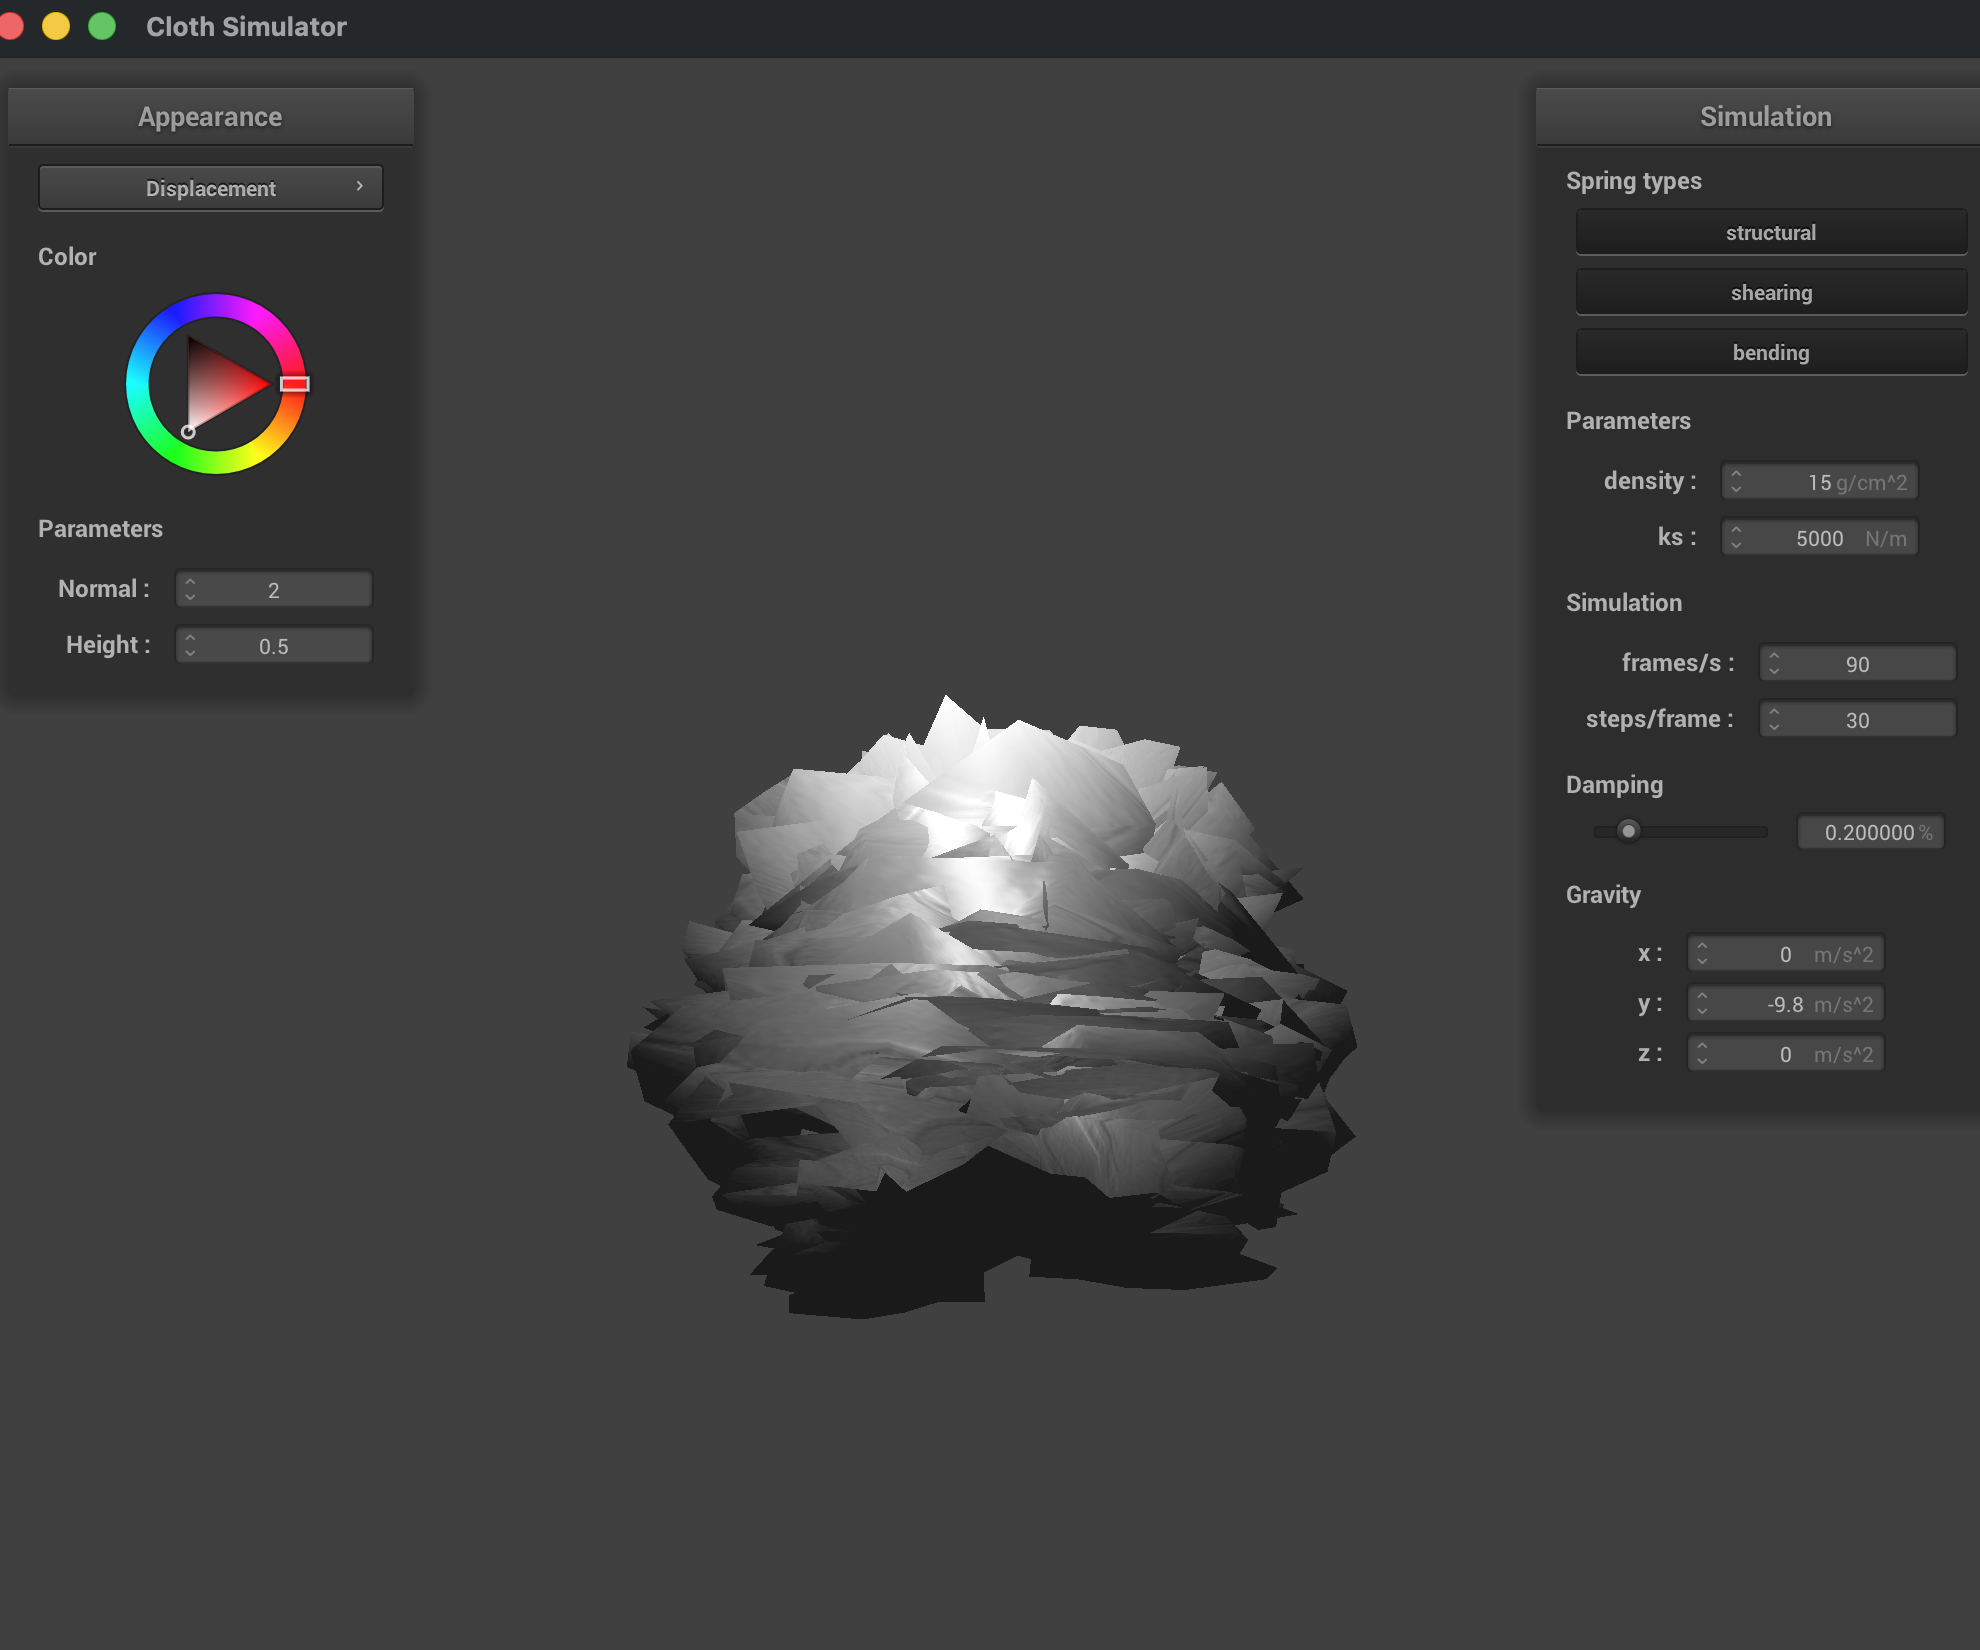 Cloth Simulator
Appearance
Displacement
Color
Parameters
Normal : 2
Height : 0.5
Simulation
Spring types
structural
shearing
bending
Parameters
density : 15 g/cm^2
ks : 5000 N/m
Simulation
frames/s : 90
steps/frame : 30
Damping
0.200000 %
Gravity
x : 0 m/s^2
y : -9.8 m/s^2
z : 0 m/s^2